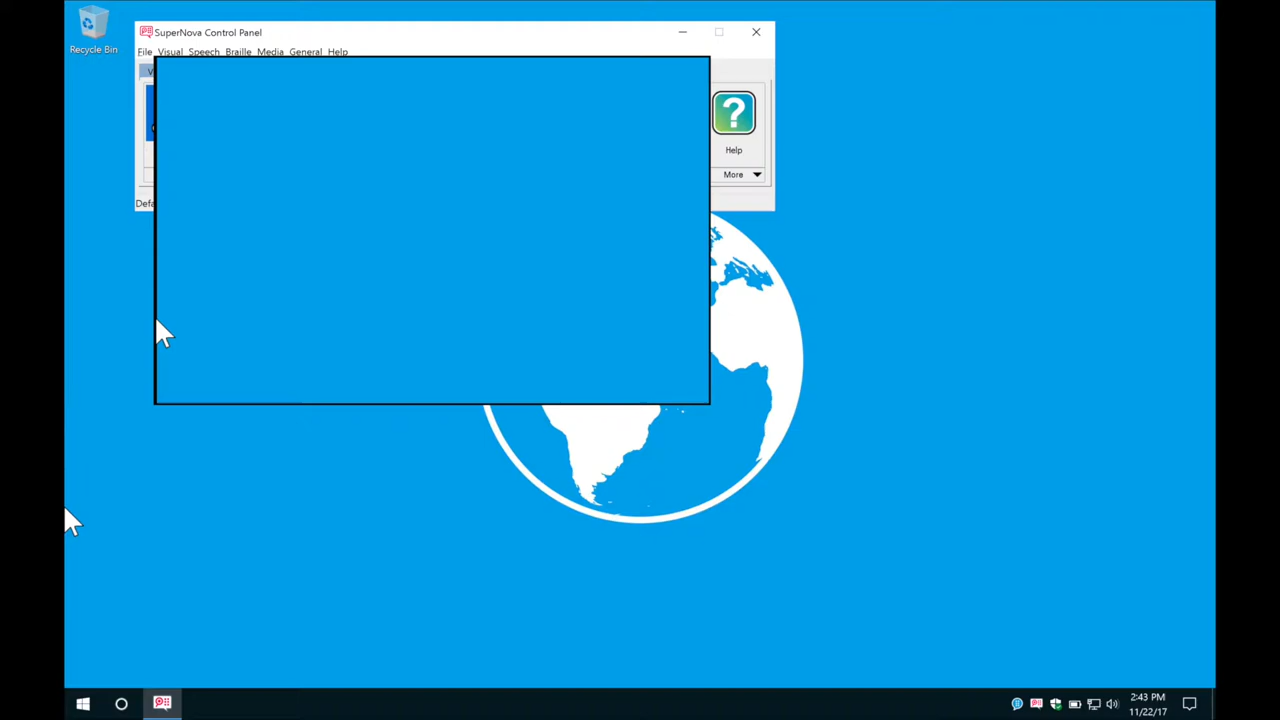 Recycle Bin
SuperNova Control Panel
File Visual Speech Braille Media General Help
Help
More
2:43 PM
11/22/17